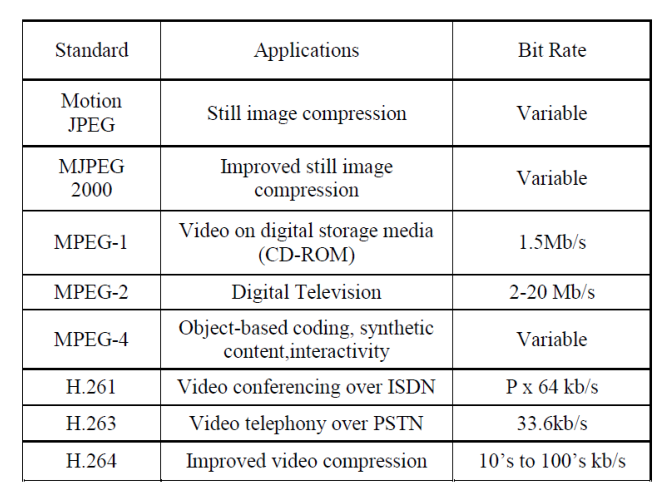 Standard Applications Bit Rate
Motion
JPEG
Still image compression
Variable
MJPEG
2000
Improved still image
compression
Variable
MPEG-1
Video on digital storage media
(CD-ROM)
1.5Mb/s
MPEG-2 Digital Television 2-20 Mb/s
MPEG-4
Object-based coding, synthetic
content,interactivity
Variable
H.261 Video conferencing over ISDN P x 64 kb/s
H.263 Video telephony over PSTN 33.6kb/s
H.264 Improved video compression 10’s to 100’s kb/s